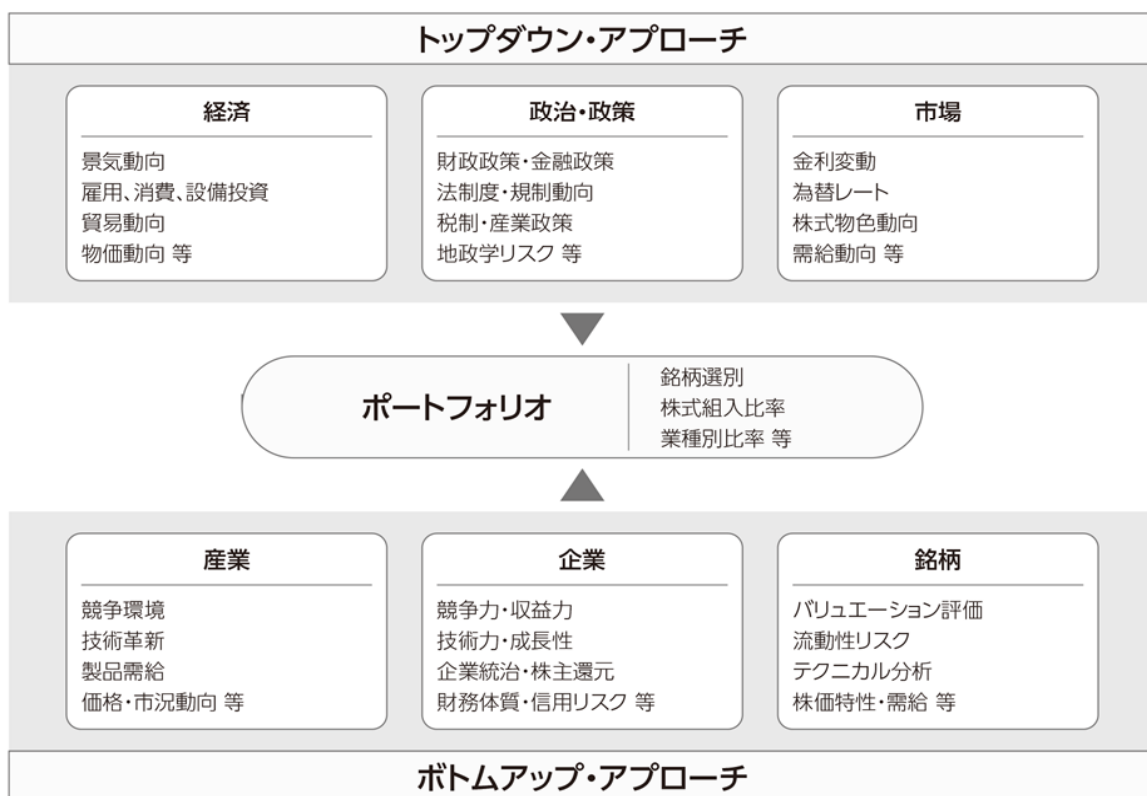 トップダウン・アプローチ
経済
景気動向
雇用、消費、設備投資
貿易動向
物価動向 等
政治・政策
財政政策・金融政策
法制度・規制動向
税制・産業政策
地政学リスク 等
市場
金利変動
為替レート
株式物色動向
需給動向 等
ポートフォリオ
銘柄選別
株式組入比率
業種別比率 等
産業
競争環境
技術革新
製品需給
価格・市況動向 等
企業
競争力・収益力
技術力・成長性
企業統治・株主還元
財務体質・信用リスク 等
銘柄
バリュエーション評価
流動性リスク
テクニカル分析
株価特性・需給 等
ボトムアップ・アプローチ